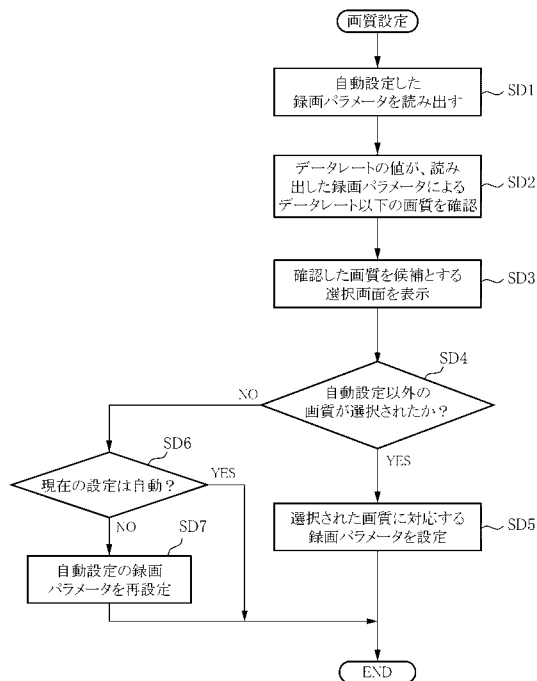 画質設定
自動設定した
録画パラメータを読み出す
SD1
データレートの値が、読み
出した録画パラメータによる
データレート以下の画質を確認
SD2
確認した画質を候補とする
選択画面を表示
SD3
SD4
自動設定以外の
画質が選択されたか？
NO
YES
SD6
現在の設定は自動？
YES
NO
選択された画質に対応する
録画パラメータを設定
SD5
SD7
自動設定の録画
パラメータを再設定
END